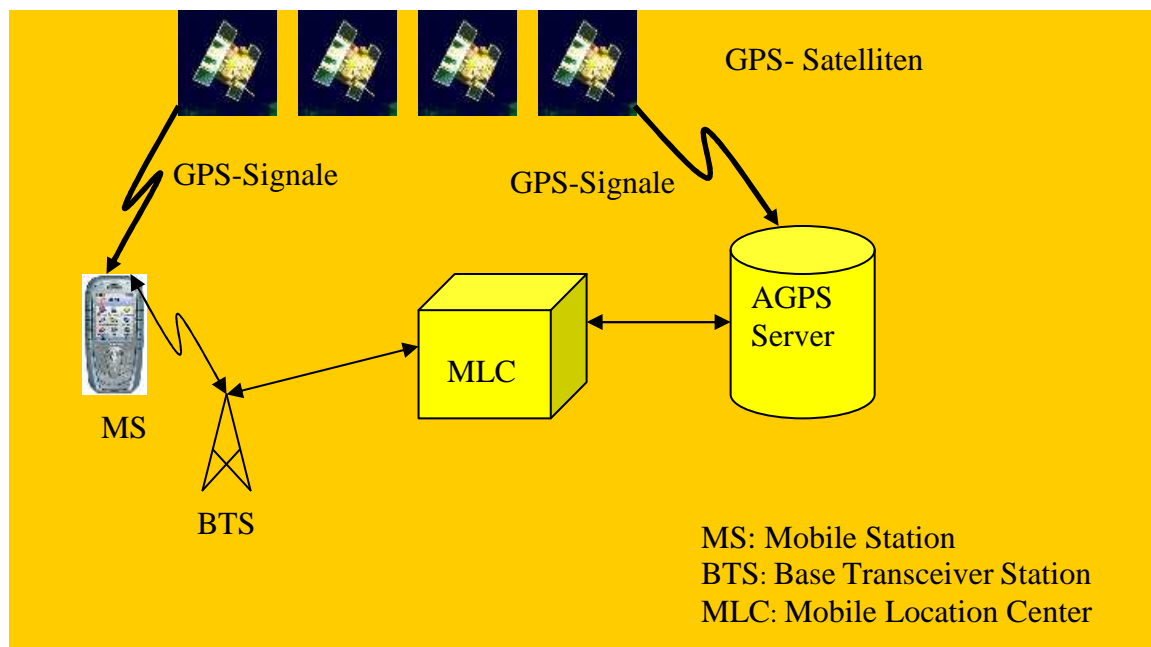 GPS- Satelliten
GPS-Signale
GPS-Signale
AGPS
Server
MLC
MS
BTS
MS: Mobile Station
BTS: Base Transceiver Station
MLC: Mobile Location Center